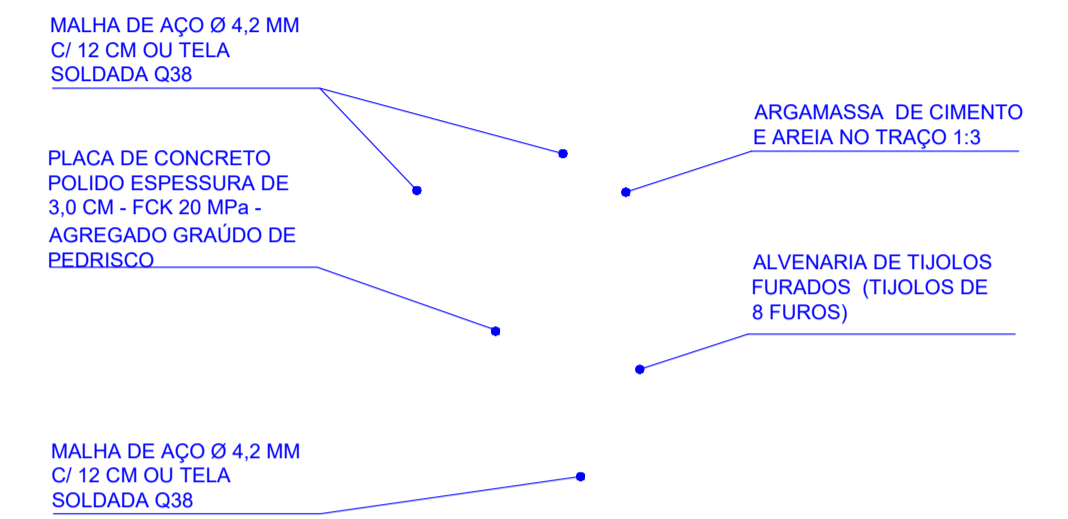 MALHA DE AÇO Ø 4,2 MM
C/ 12 CM OU TELA
SOLDADA Q38
PLACA DE CONCRETO
POLIDO ESPESSURA DE
3,0 CM - FCK 20 MPa -
AGREGADO GRAÚDO DE
PEDRISCO
MALHA DE AÇO Ø 4,2 MM
C/ 12 CM OU TELA
SOLDADA Q38
ARGAMASSA  DE CIMENTO
E AREIA NO TRAÇO 1:3
ALVENARIA DE TIJOLOS
FURADOS  (TIJOLOS DE
8 FUROS)